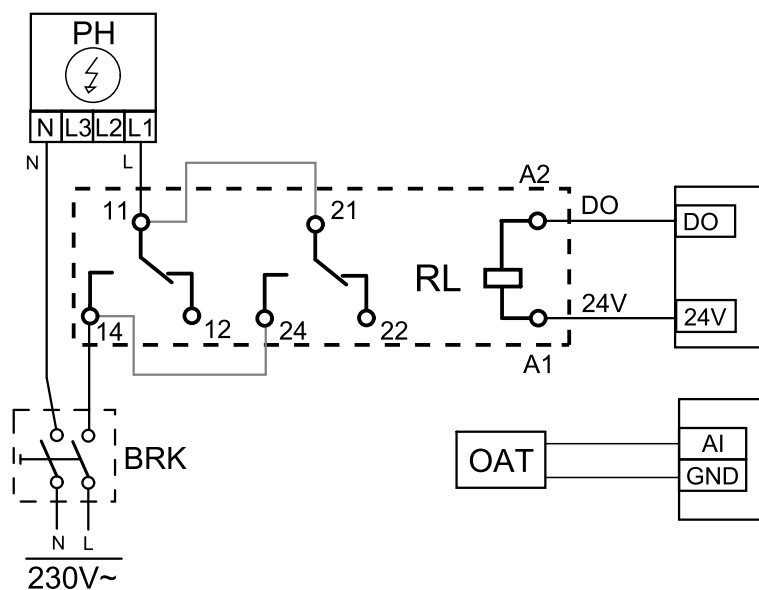 PH
N L3 L2 L1
N L
A2
11 21 DO DO
RL
24V 24V
14 12 24 22
A1
BRK
OAT AI
GND
N L
230V~